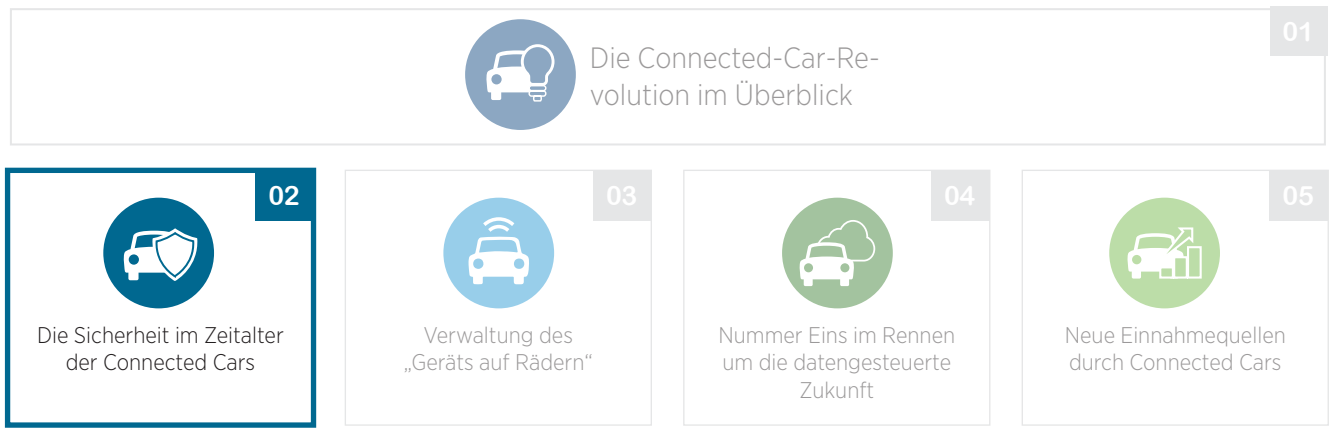 01
Die Connected-Car-Re-
volution im Überblick
02
Die Sicherheit im Zeitalter
der Connected Cars
03
Verwaltung des
„Geräts auf Rädern“
04
Nummer Eins im Rennen
um die datengesteuerte
Zukunft
05
Neue Einnahmequellen
durch Connected Cars